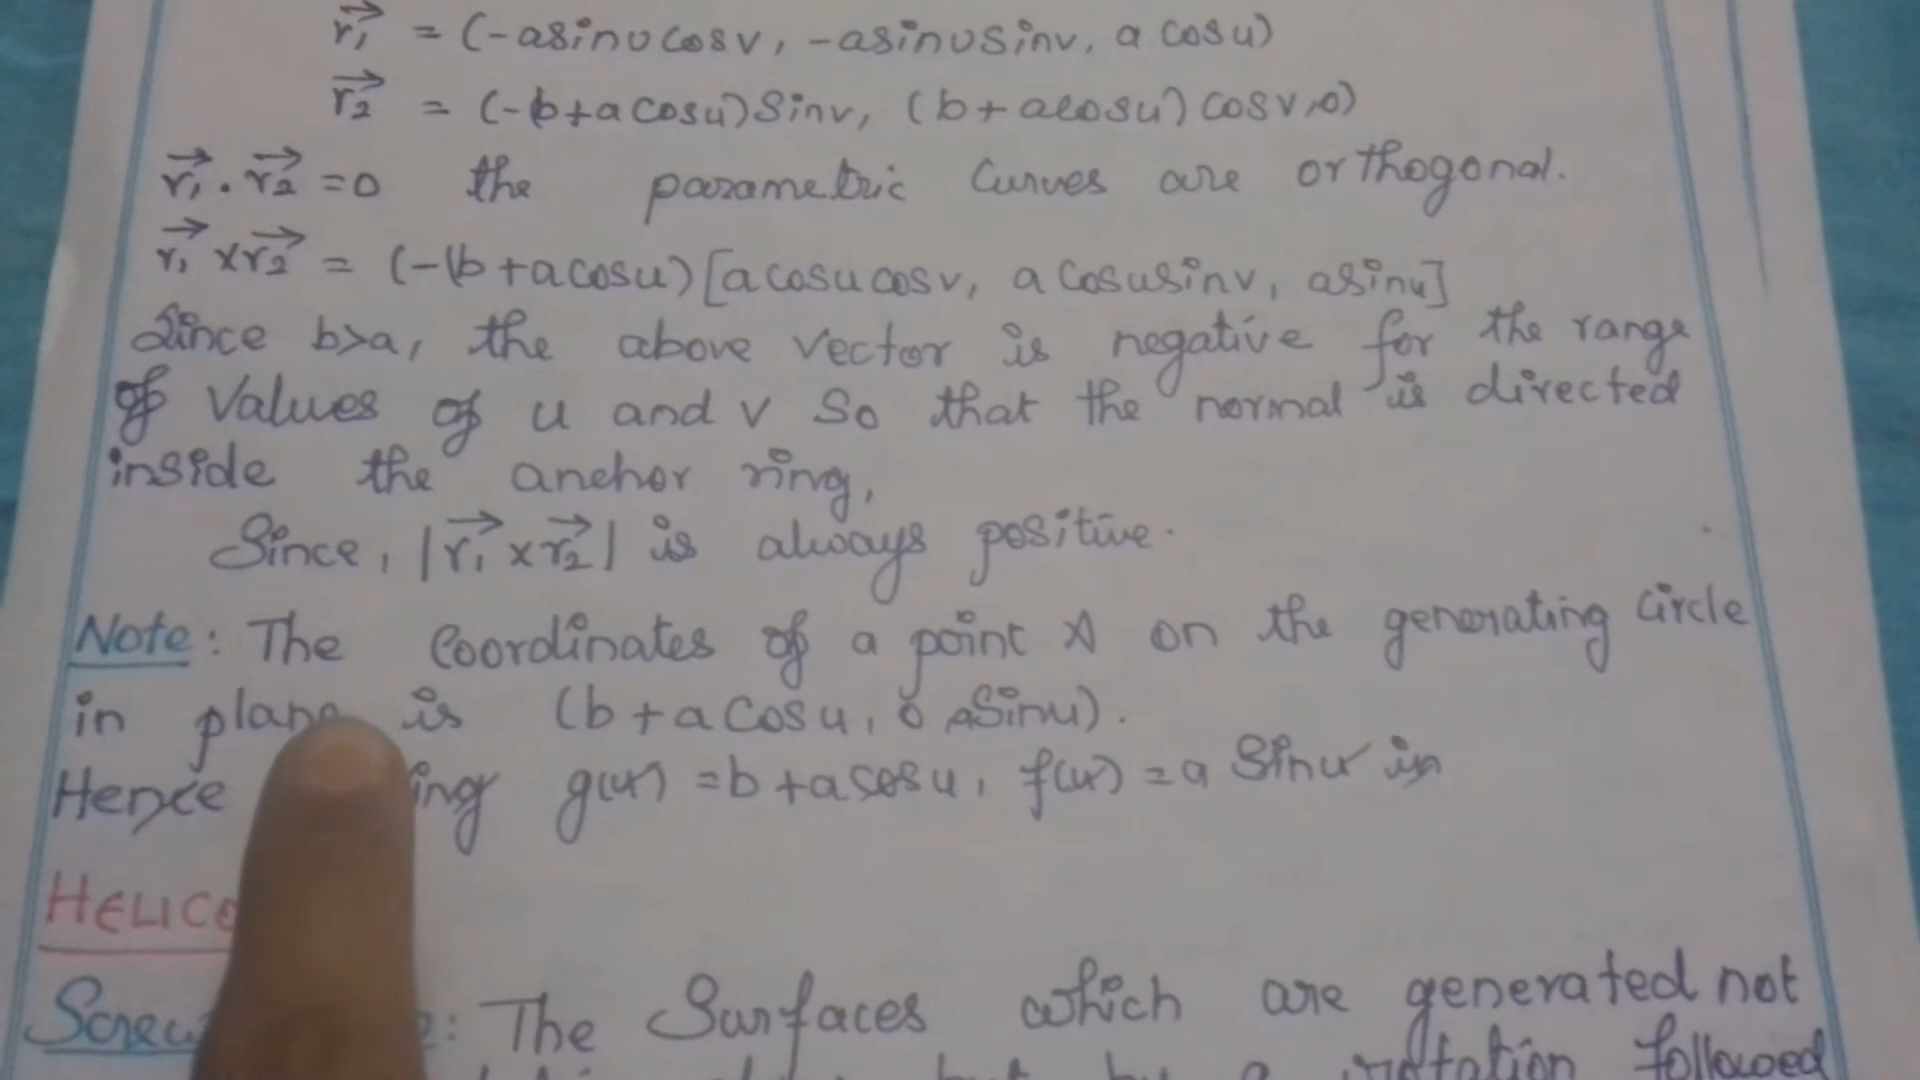 r₁ = (-asinucosv, -asinusinv, a cosu)
r₂ = (-b+a cosu) Sinv, (b+acosu) cosv,0)
r₁ . r₂ = 0 the parametric Curves are orthogonal.
r₁ x r₂ = (-(b+acosu) [acosucosv, a Cosusinv, asinu]
Since b>a, the above vector is negative for the range
of Values of u and v So that the normal is directed
inside the anchor ring,
Since, |r₁ x r₂| is always positive.
Note: The Coordinates of a point A on the generating Circle
in plane is (b+a Cosu, 0 aSinu).
Hence g(u) = b+acosu, f(u) = a Sinu in
The Surfaces which are generated not
but by a rotation followed